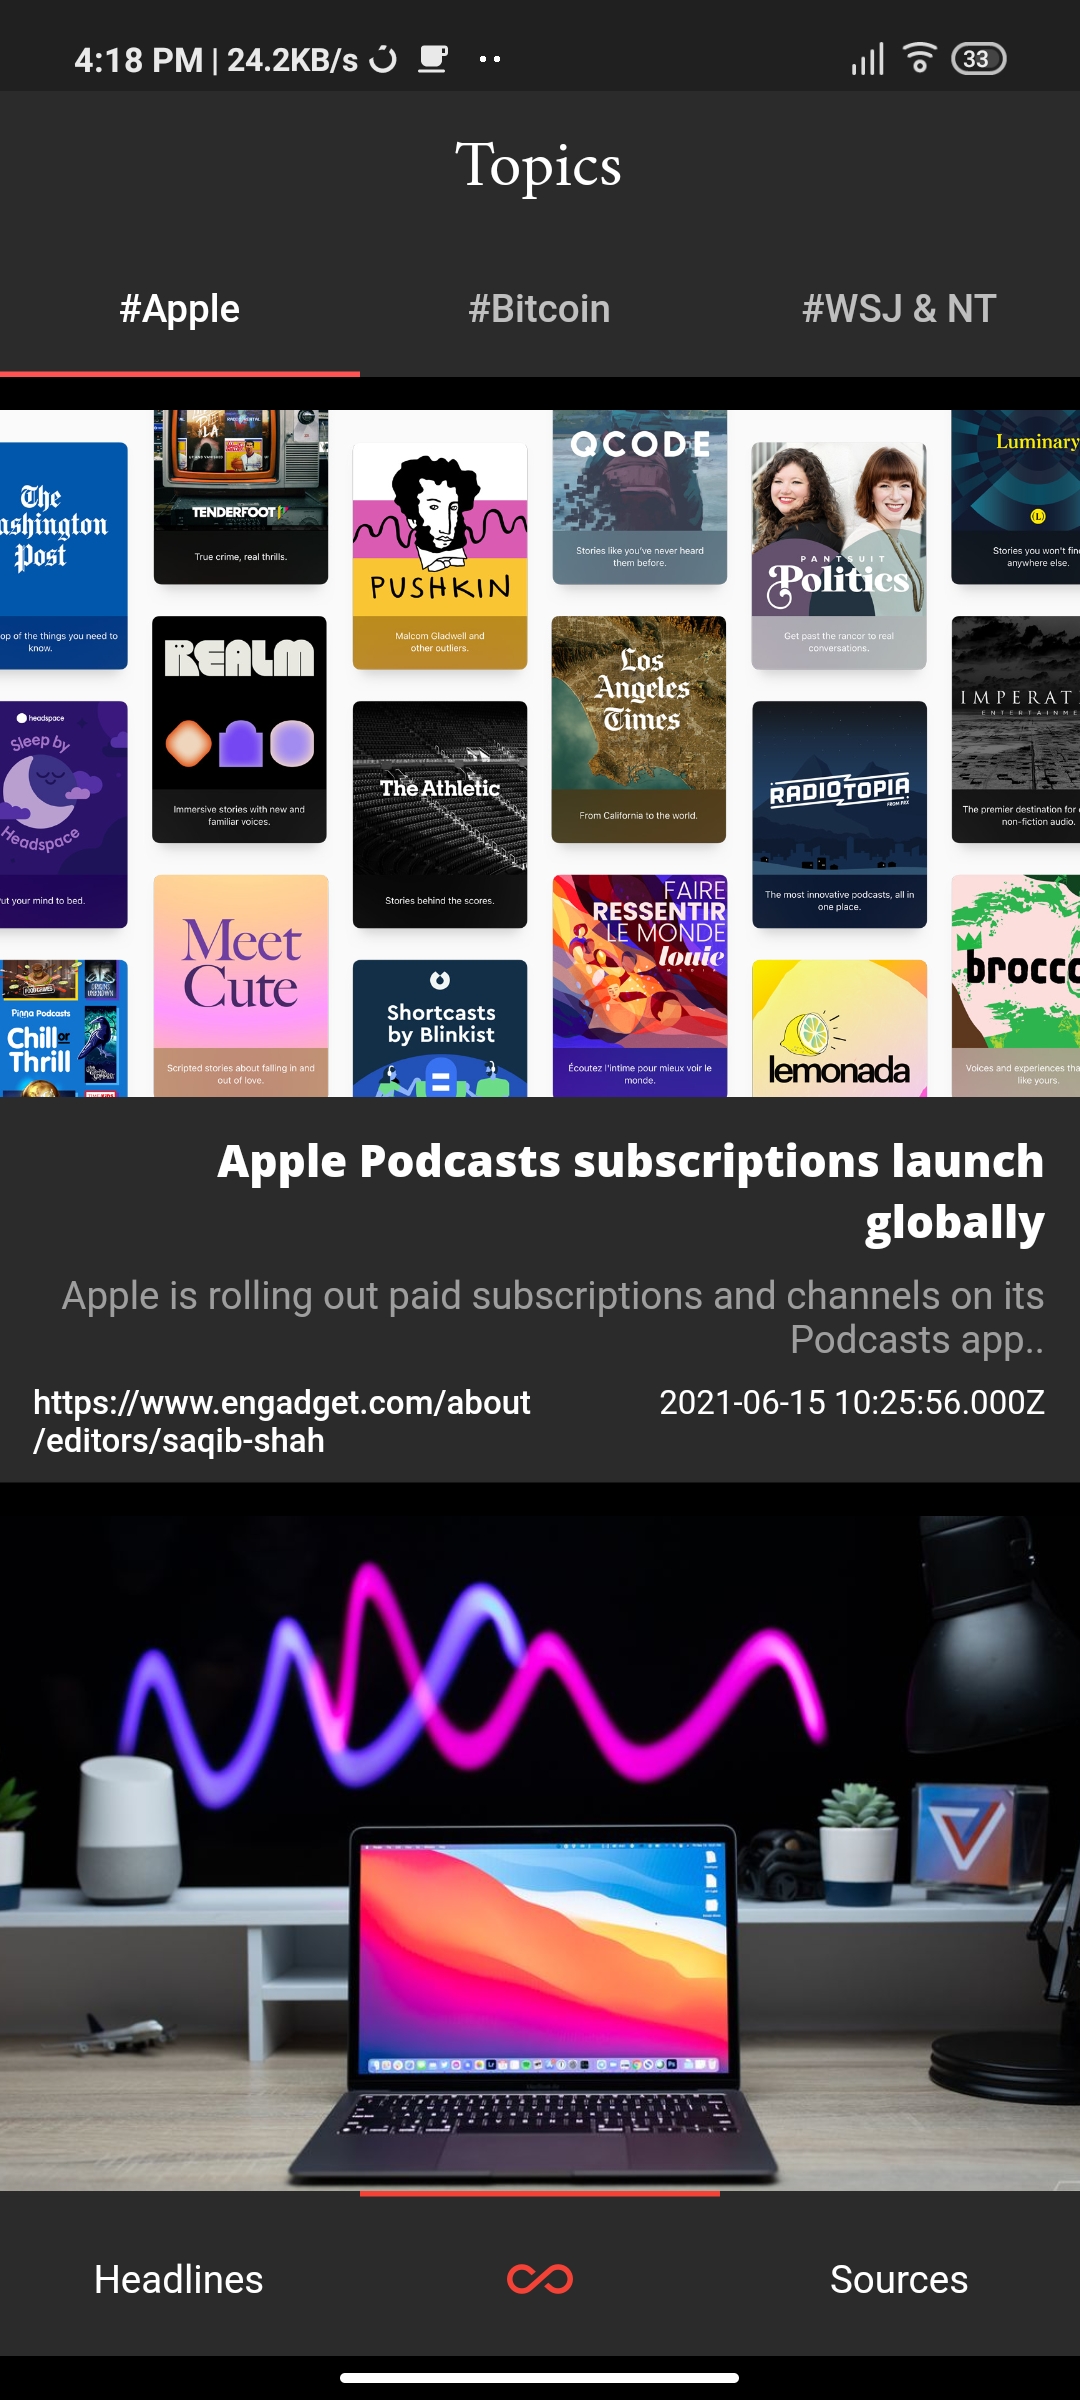 4:18 PM | 24.2KB/s
33
Topics
#Apple
#Bitcoin
#WSJ & NT
The
ashington
Post
op of the things you need to
know.
TENDERFOOT
True crime, real thrills.
PUSHKIN
Malcom Gladwell and
other outliers.
QCODE
Stories like you've never heard
them before.
PANTSUIT
Politics
Get past the rancor to real
conversations.
Luminary
Stories you won't fin
anywhere else.
headspace
Sleep by
Headspace
ut your mind to bed.
REALM
Immersive stories with new and
familiar voices.
The Athletic
Stories behind the scores.
Los
Angeles
Times
From California to the world.
RADIOTOPIA
FROM PRX
The most innovative podcasts, all in
one place.
IMPERAT
ENTERTAINME
The premier destination for
non-fiction audio.
Pinna Podcasts
Chill or
Thrill
Meet
Cute
Scripted stories about falling in and
out of love.
Shortcasts
by Blinkist
FAIRE
RESSENTIR
LE MONDE
louie
MEDIA
Écoutez l'intime pour mieux voir le
monde.
lemonada
brocco
Voices and experiences tha
like yours.
Apple Podcasts subscriptions launch
globally
Apple is rolling out paid subscriptions and channels on its
Podcasts app..
https://www.engadget.com/about
/editors/saqib-shah
2021-06-15 10:25:56.000Z
Headlines
Sources